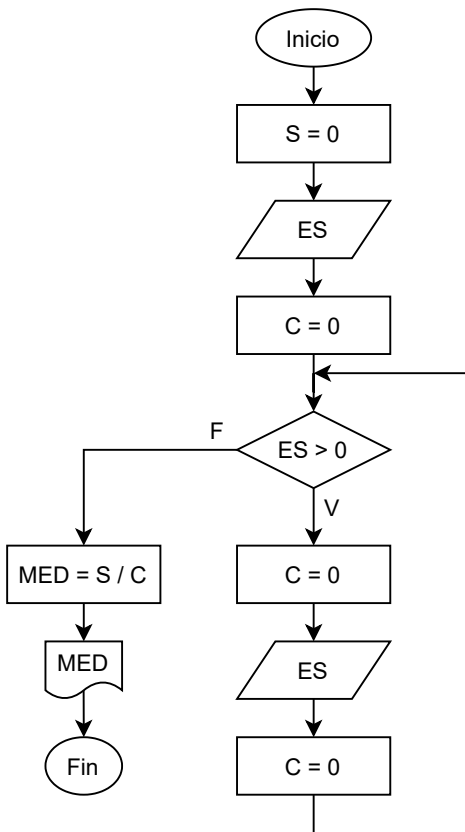 Inicio
S = 0
ES
C = 0
ES > 0
F
V
MED = S / C
MED
Fin
C = 0
ES
C = 0